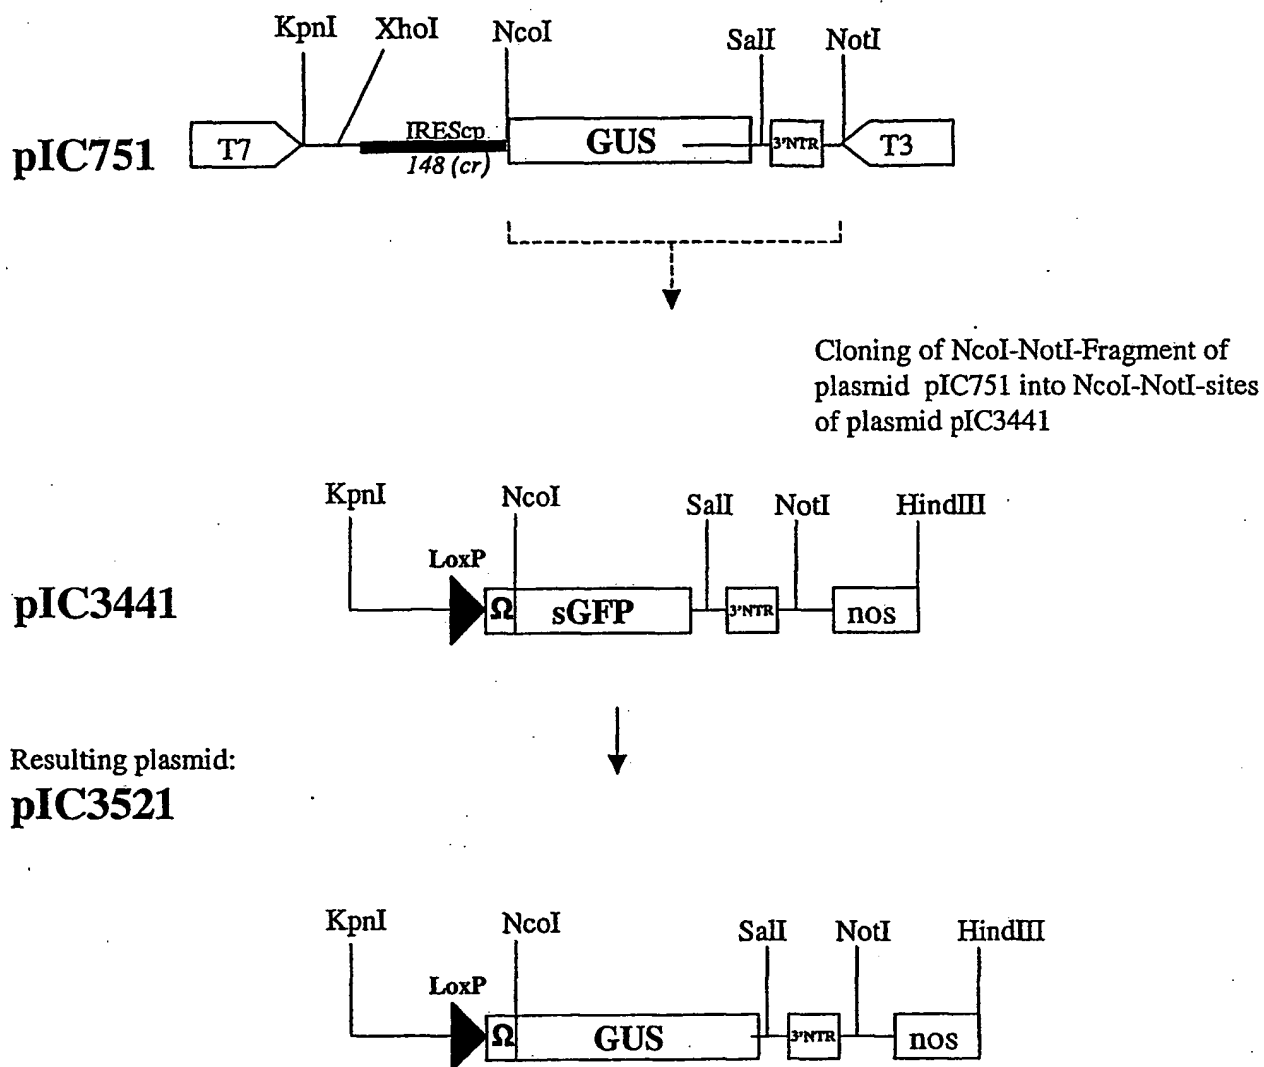 KpnI XhoI NcoI SalI NotI
pIC751 T7 IREScp GUS 3'NTR T3
148 (cr)
Cloning of NcoI-NotI-Fragment of
plasmid pIC751 into NcoI-NotI-sites
of plasmid pIC3441
KpnI NcoI SalI NotI HindIII
LoxP
pIC3441 Ω sGFP 3'NTR nos
Resulting plasmid:
pIC3521
KpnI NcoI SalI NotI HindIII
LoxP
Ω GUS 3'NTR nos